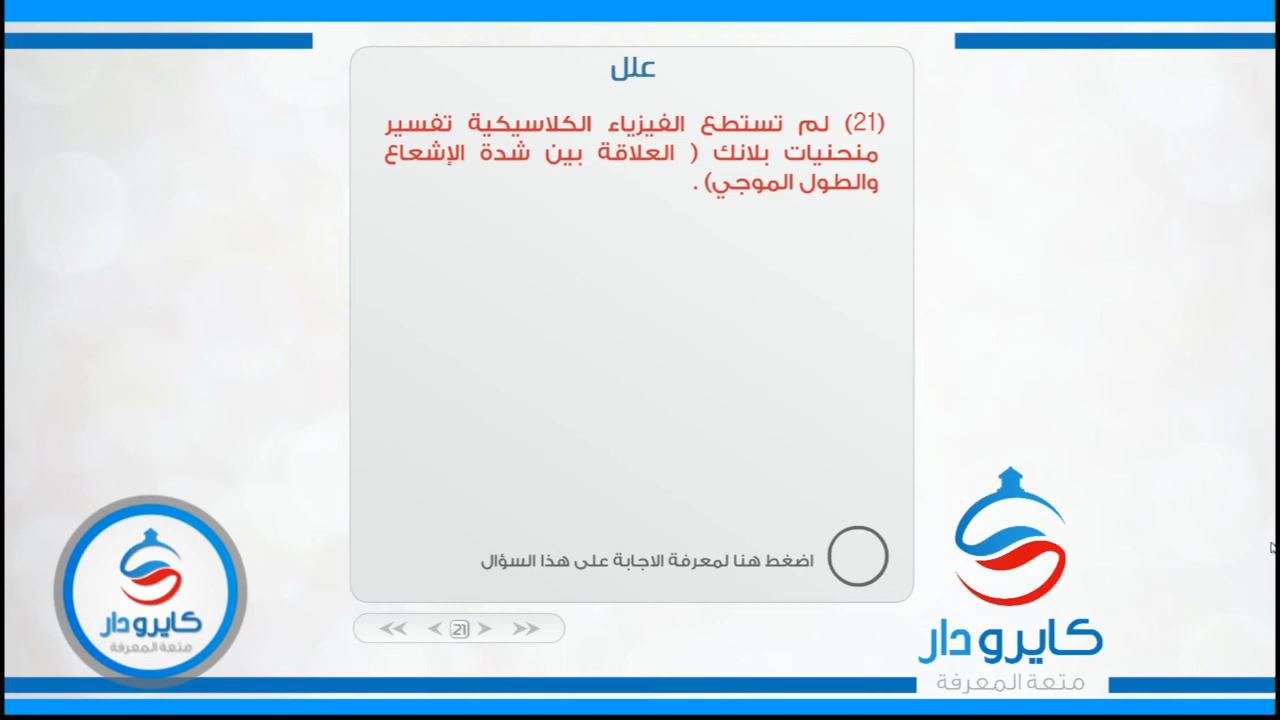 علل
(21) لم تستطع الفيزياء الكلاسيكية تفسير
منحنيات بلانك ( العلاقة بين شدة الإشعاع
والطول الموجي) .
اضغط هنا لمعرفة الاجابة على هذا السؤال
21
كايرو دار
متعة المعرفة
كايرو دار
متعة المعرفة